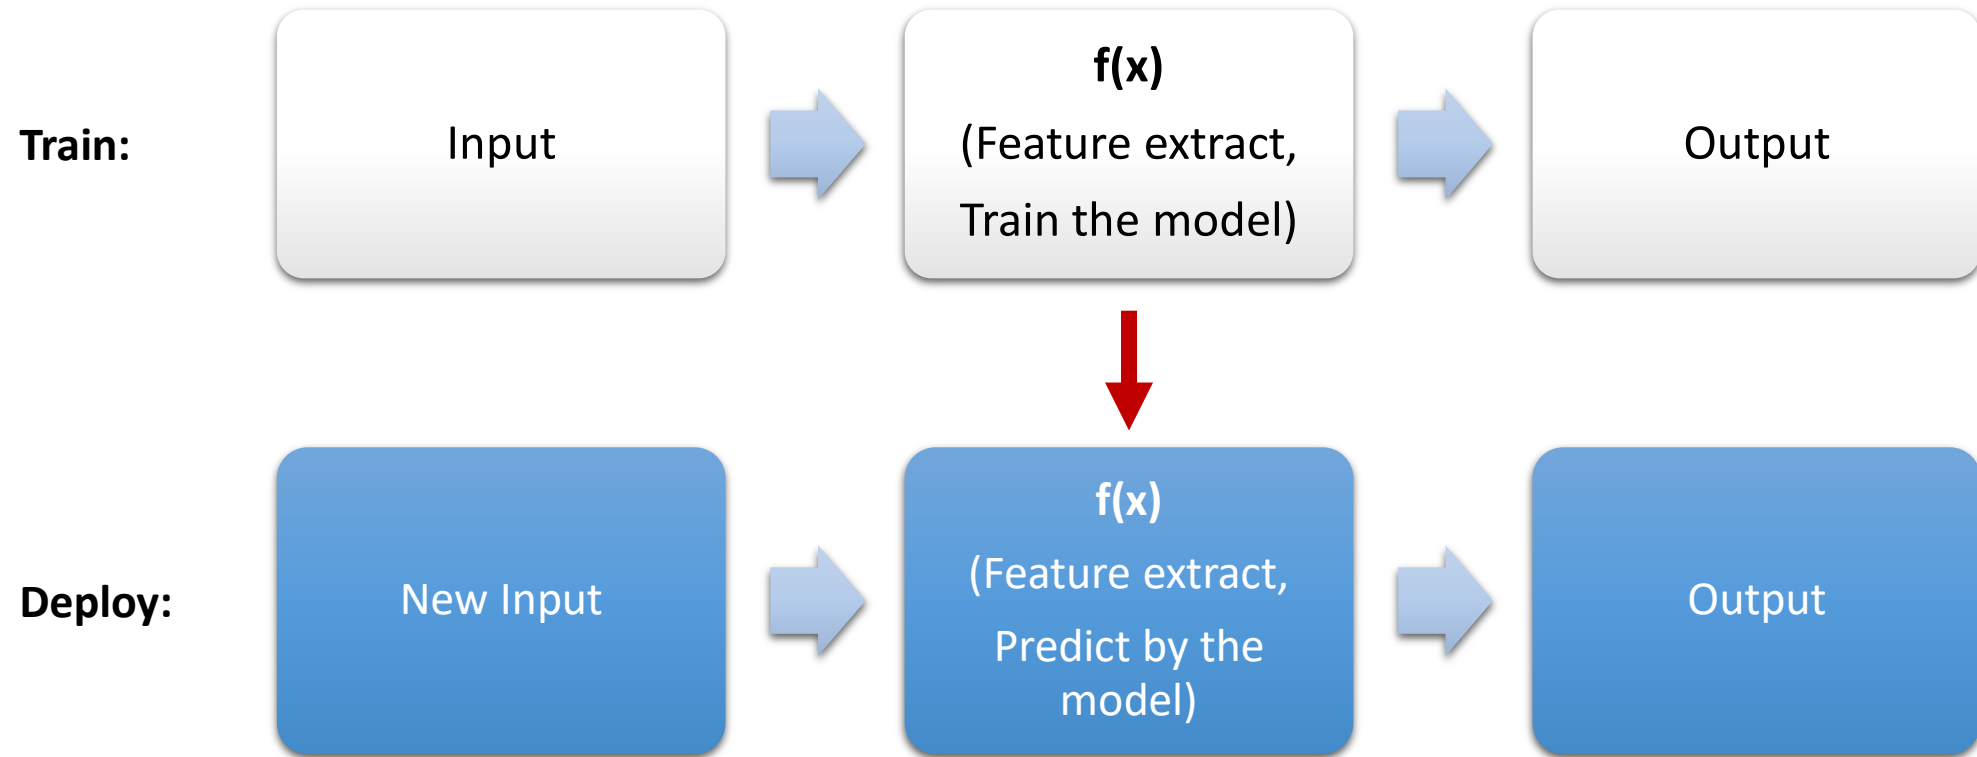 Train:
Input
f(x)
(Feature extract,
Train the model)
Output
Deploy:
New Input
f(x)
(Feature extract,
Predict by the
model)
Output